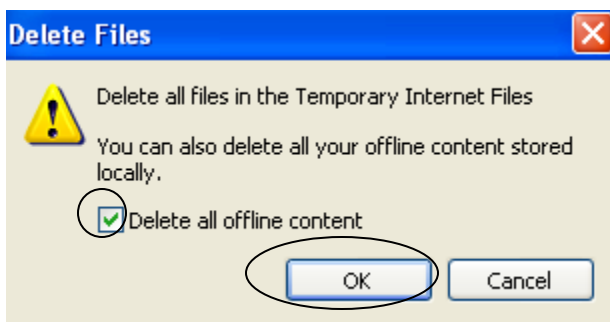 Delete Files
Delete all files in the Temporary Internet Files
You can also delete all your offline content stored
locally.
Delete all offline content
OK Cancel